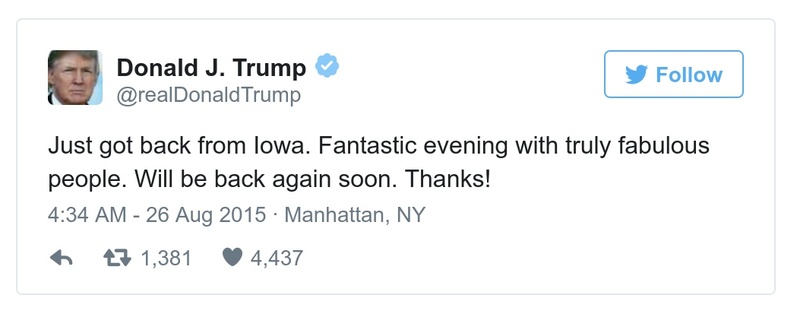 Donald J. Trump
@realDonaldTrump
Follow
Just got back from Iowa. Fantastic evening with truly fabulous
people. Will be back again soon. Thanks!
4:34 AM - 26 Aug 2015 · Manhattan, NY
1,381 4,437